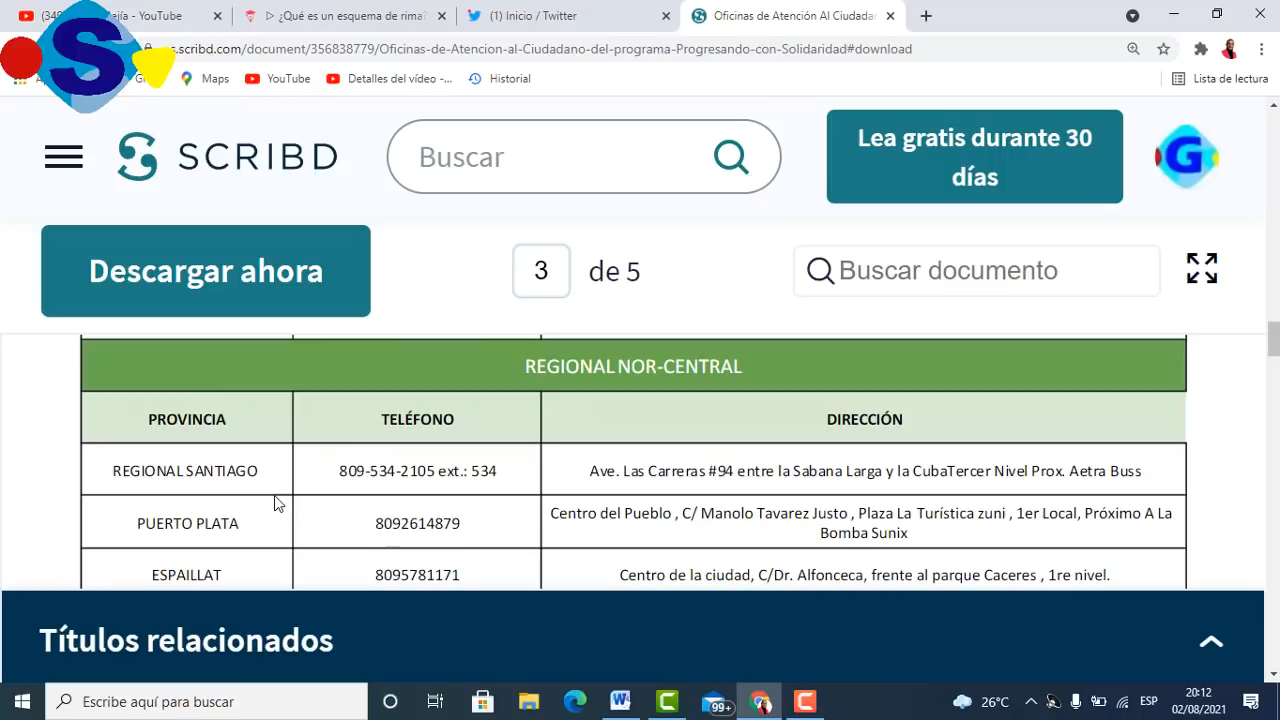 ejía - YouTube
¿Qué es un esquema de rima?
(1) Inicio / Twitter
Oficinas de Atención Al Ciudadan
s.scribd.com/document/356838779/Oficinas-de-Atencion-al-Ciudadano-del-programa-Progresando-con-Solidaridad#download
Maps
YouTube
Detalles del vídeo -...
Historial
Lista de lectura
S
SCRIBD
Buscar
Lea gratis durante 30
días
G
Descargar ahora
3 de 5
Buscar documento
REGIONAL NOR-CENTRAL
PROVINCIA TELÉFONO DIRECCIÓN
REGIONAL SANTIAGO 809-534-2105 ext.: 534 Ave. Las Carreras #94 entre la Sabana Larga y la CubaTercer Nivel Prox. Aetra Buss
PUERTO PLATA 8092614879 Centro del Pueblo , C/ Manolo Tavarez Justo , Plaza La Turística zuni , 1er Local, Próximo A La
Bomba Sunix
ESPAILLAT 8095781171 Centro de la ciudad, C/Dr. Alfonceca, frente al parque Caceres , 1re nivel.
Títulos relacionados
Escribe aquí para buscar
99+
26°C
ESP
20:12
02/08/2021